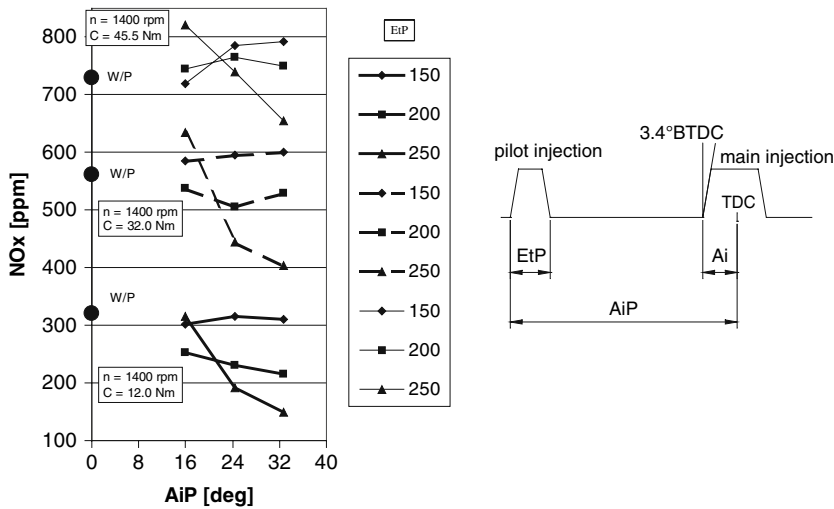 n = 1400 rpm
C = 45.5 Nm
EtP
800
700
600
500
400
300
200
100
NOx [ppm]
W/P
W/P
n = 1400 rpm
C = 32.0 Nm
W/P
n = 1400 rpm
C = 12.0 Nm
0 8 16 24 32 40
AiP [deg]
150
200
250
150
200
250
150
200
250
3.4°BTDC
pilot injection
main injection
TDC
EtP
Ai
AiP